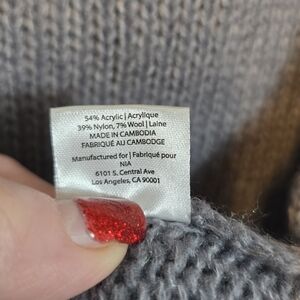 54% Acrylic | Acrylique
39% Nylon, 7% Wool | Laine
MADE IN CAMBODIA
FABRIQUÉ AU CAMBODGE
Manufactured for | Fabriqué pour
NIA
6101 S. Central Ave
Los Angeles, CA 90001